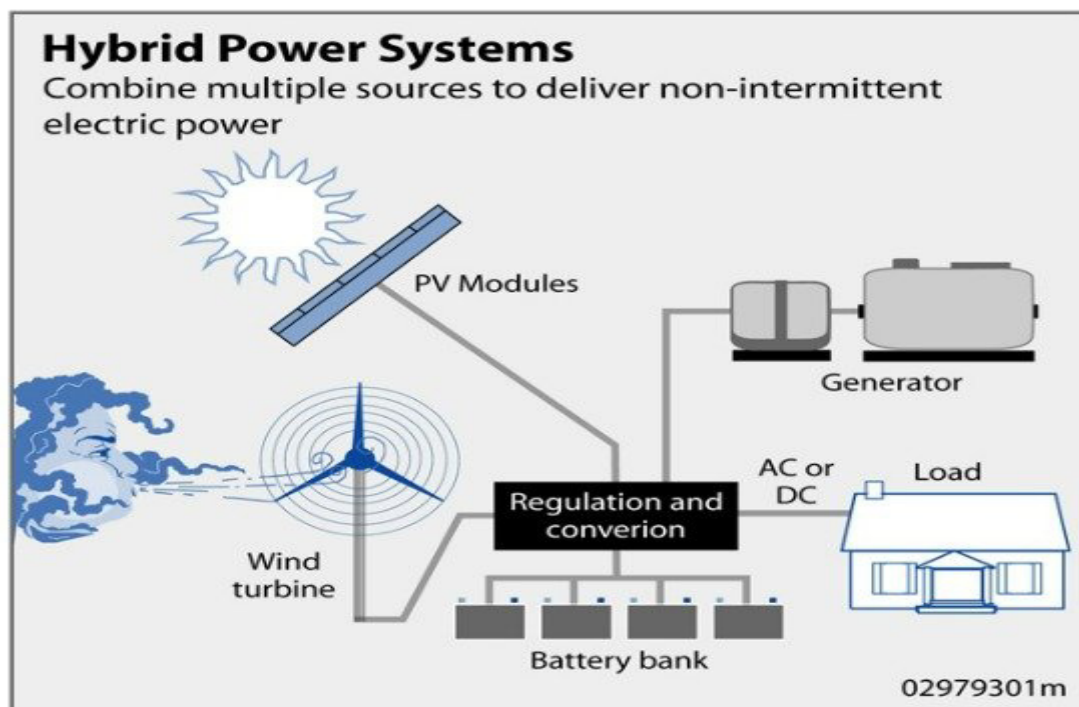 Hybrid Power Systems
Combine multiple sources to deliver non-intermittent
electric power
PV Modules
Generator
AC or
DC
Load
Regulation and
converion
Wind
turbine
Battery bank
02979301m